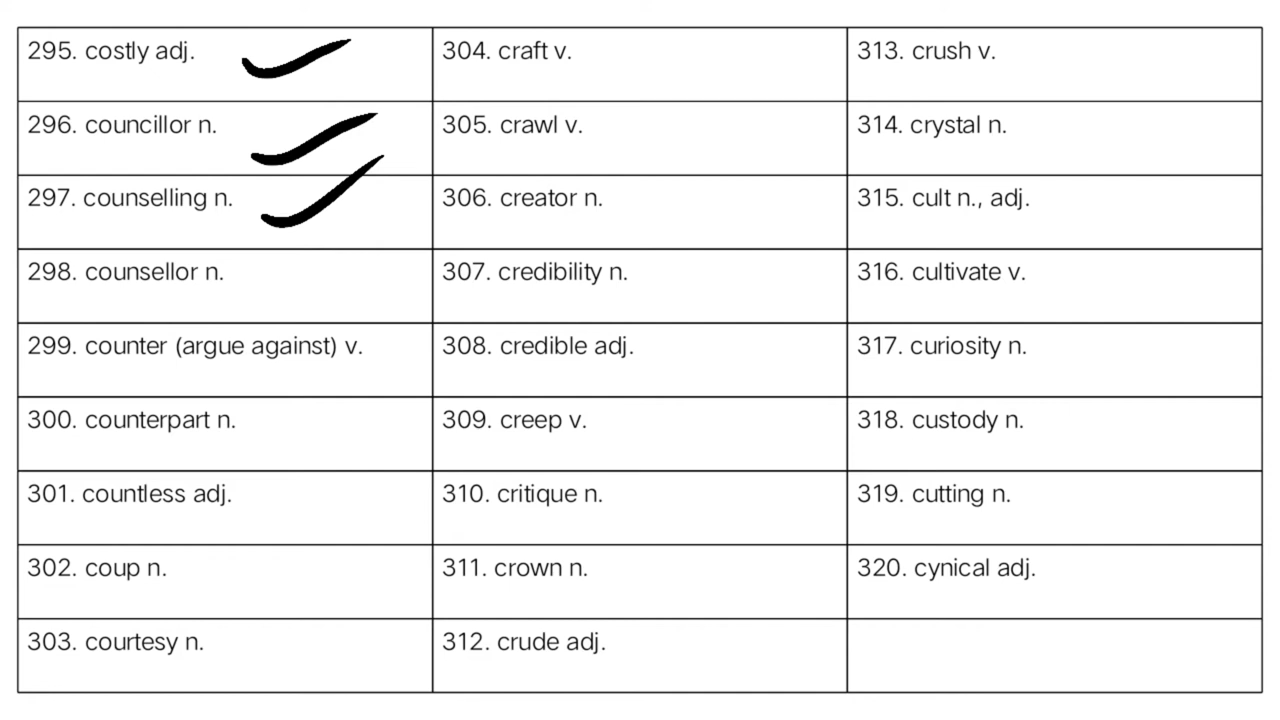 295. costly adj.
296. councillor n.
297. counselling n.
298. counsellor n.
299. counter (argue against) v.
300. counterpart n.
301. countless adj.
302. coup n.
303. courtesy n.
304. craft v.
305. crawl v.
306. creator n.
307. credibility n.
308. credible adj.
309. creep v.
310. critique n.
311. crown n.
312. crude adj.
313. crush v.
314. crystal n.
315. cult n., adj.
316. cultivate v.
317. curiosity n.
318. custody n.
319. cutting n.
320. cynical adj.